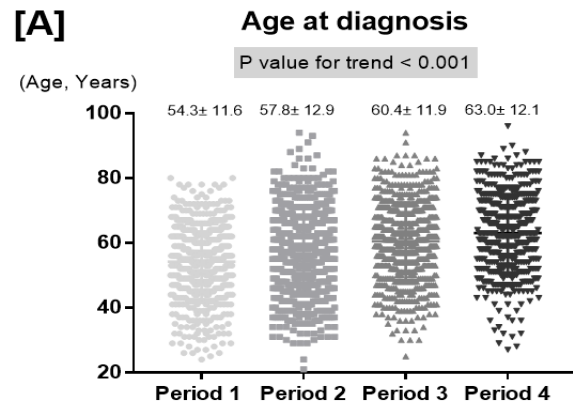 [A]
Age at diagnosis
P value for trend < 0.001
(Age, Years)
54.3± 11.6 57.8± 12.9 60.4± 11.9 63.0± 12.1
100
80
60
40
20
Period 1 Period 2 Period 3 Period 4